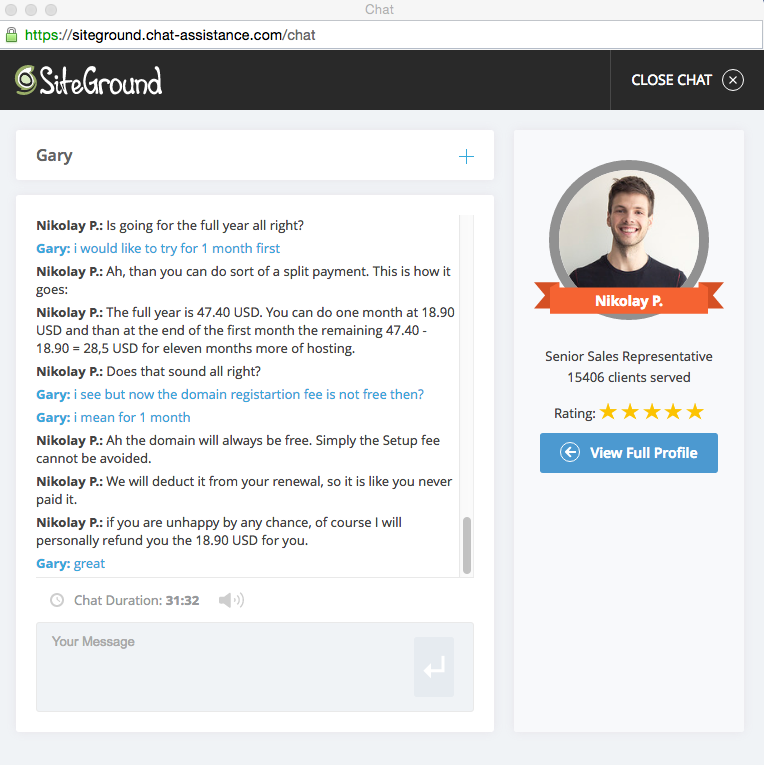 Chat
https://siteground.chat-assistance.com/chat
SiteGround
CLOSE CHAT
Gary
Nikolay P.: Is going for the full year all right?
Gary: i would like to try for 1 month first
Nikolay P.: Ah, than you can do sort of a split payment. This is how it
goes:
Nikolay P.: The full year is 47.40 USD. You can do one month at 18.90
USD and than at the end of the first month the remaining 47.40 -
18.90 = 28,5 USD for eleven months more of hosting.
Nikolay P.: Does that sound all right?
Gary: i see but now the domain registartion fee is not free then?
Gary: i mean for 1 month
Nikolay P.: Ah the domain will always be free. Simply the Setup fee
cannot be avoided.
Nikolay P.: We will deduct it from your renewal, so it is like you never
paid it.
Nikolay P.: if you are unhappy by any chance, of course I will
personally refund you the 18.90 USD for you.
Gary: great
Chat Duration: 31:32
Your Message
Nikolay P.
Senior Sales Representative
15406 clients served
Rating:
View Full Profile